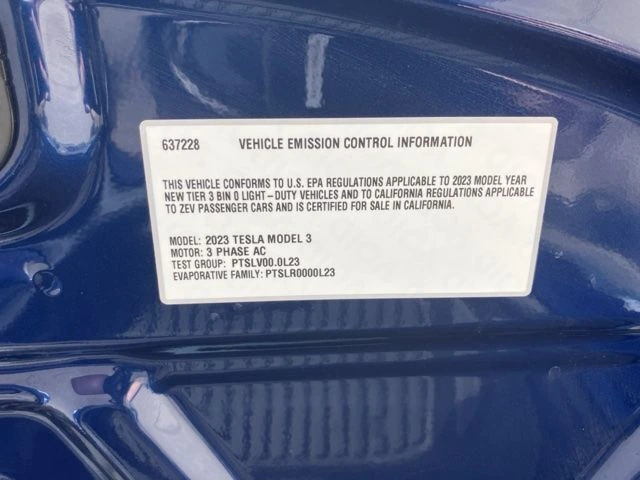 637228 VEHICLE EMISSION CONTROL INFORMATION
THIS VEHICLE CONFORMS TO U.S. EPA REGULATIONS APPLICABLE TO 2023 MODEL YEAR
NEW TIER 3 BIN 0 LIGHT-DUTY VEHICLES AND TO CALIFORNIA REGULATIONS APPLICABLE
TO ZEV PASSENGER CARS AND IS CERTIFIED FOR SALE IN CALIFORNIA.
MODEL: 2023 TESLA MODEL 3
MOTOR: 3 PHASE AC
TEST GROUP: PTSLV00.0L23
EVAPORATIVE FAMILY: PTSLR0000L23